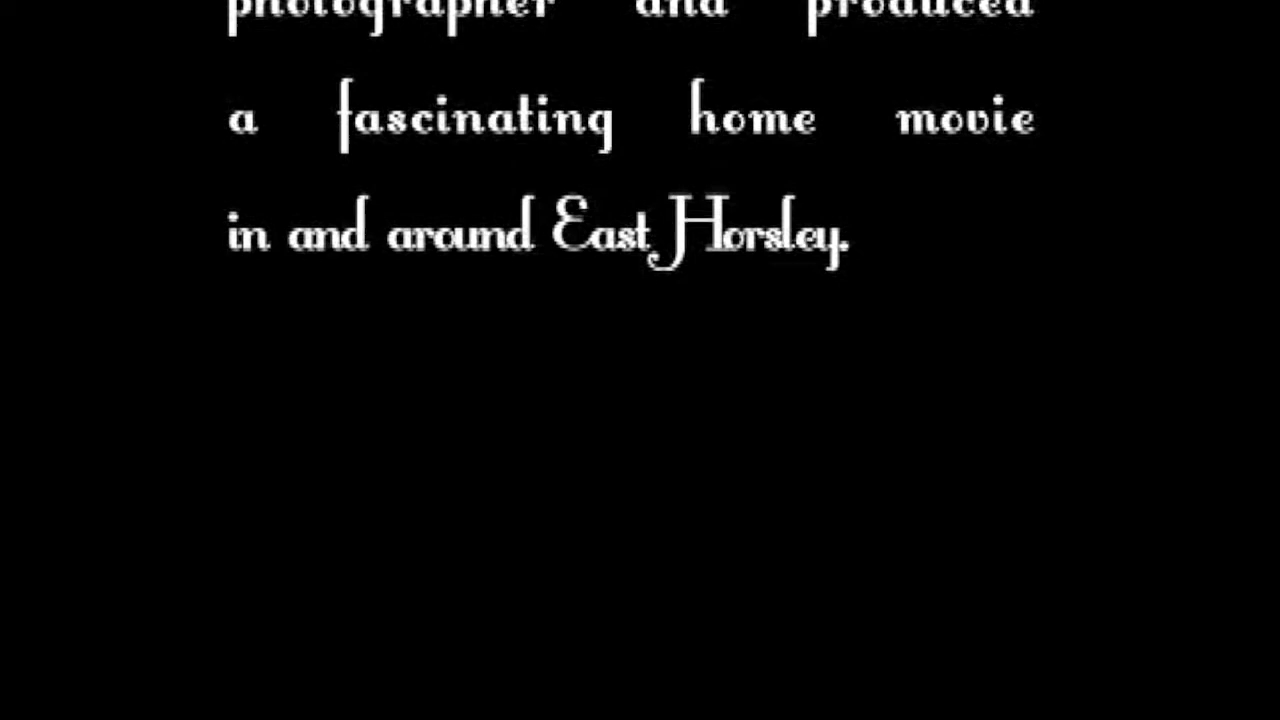 photographer and produced
a fascinating home movie
in and around East Horsley.